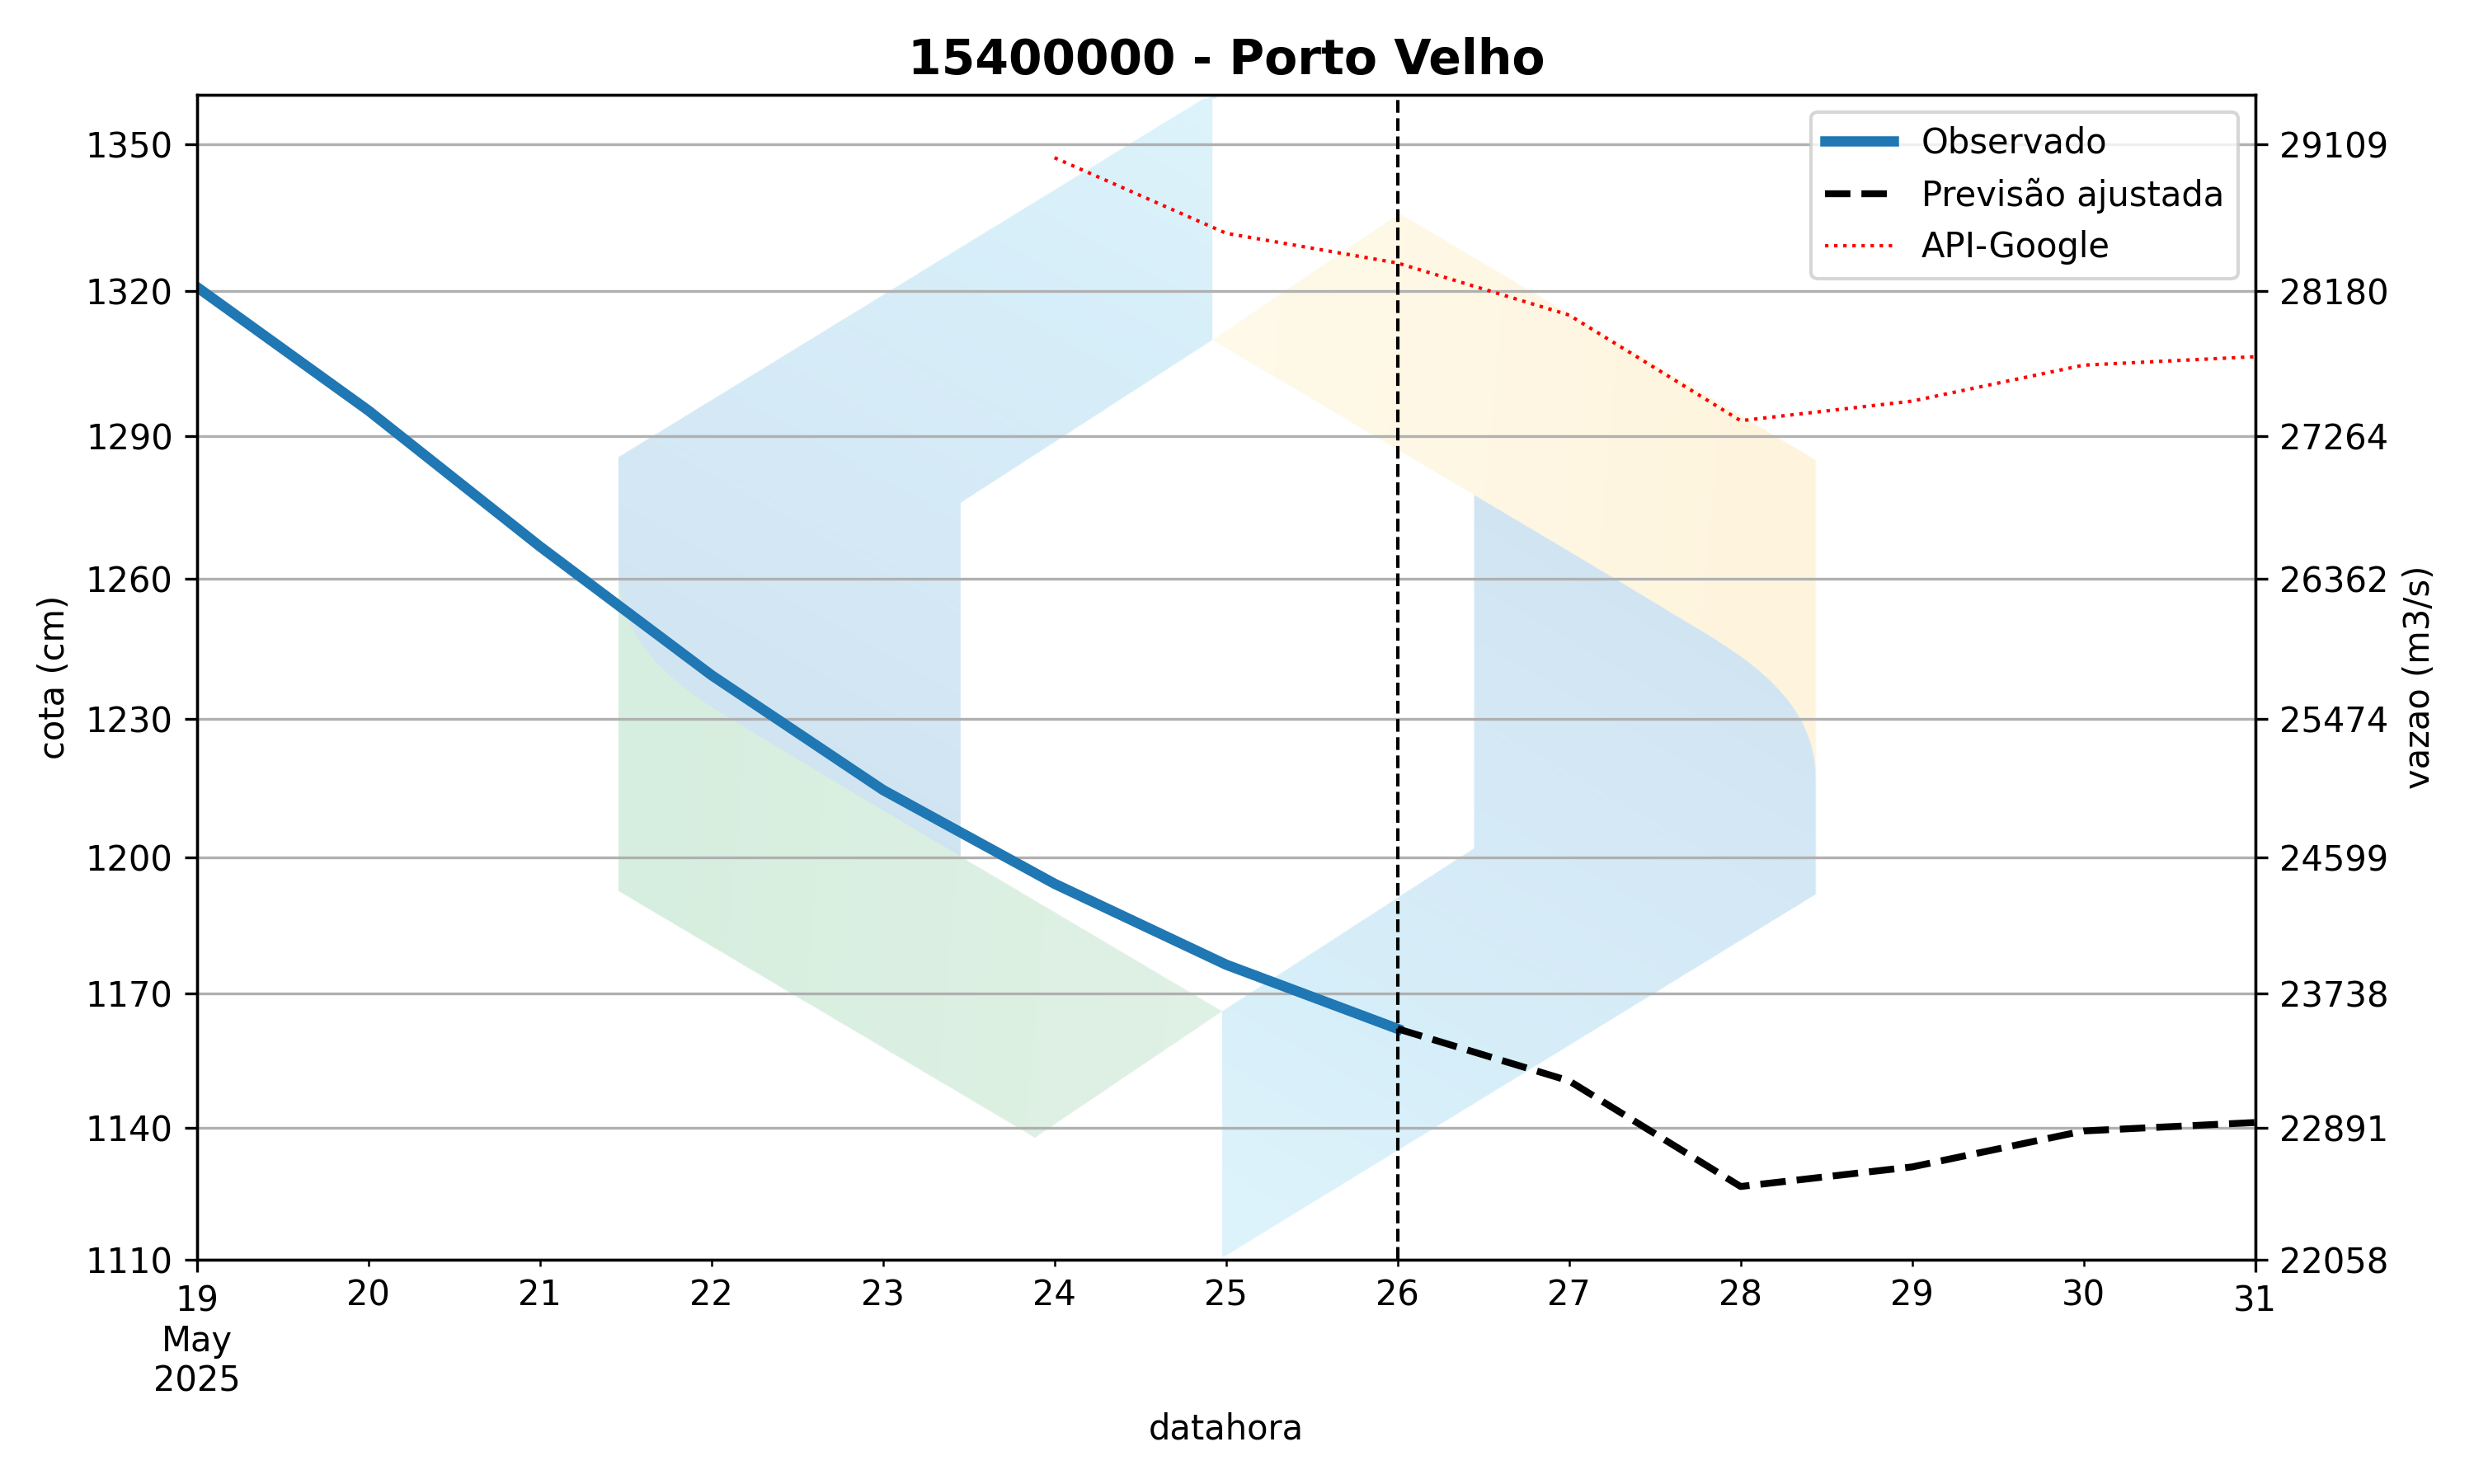 15400000 - Porto Velho
Observado
Previsão ajustada
API-Google
1350
1320
1290
1260
1230
1200
1170
1140
1110
cota (cm)
29109
28180
27264
26362
25474
24599
23738
22891
22058
vazao (m3/s)
19 20 21 22 23 24 25 26 27 28 29 30 31
May
2025
datahora